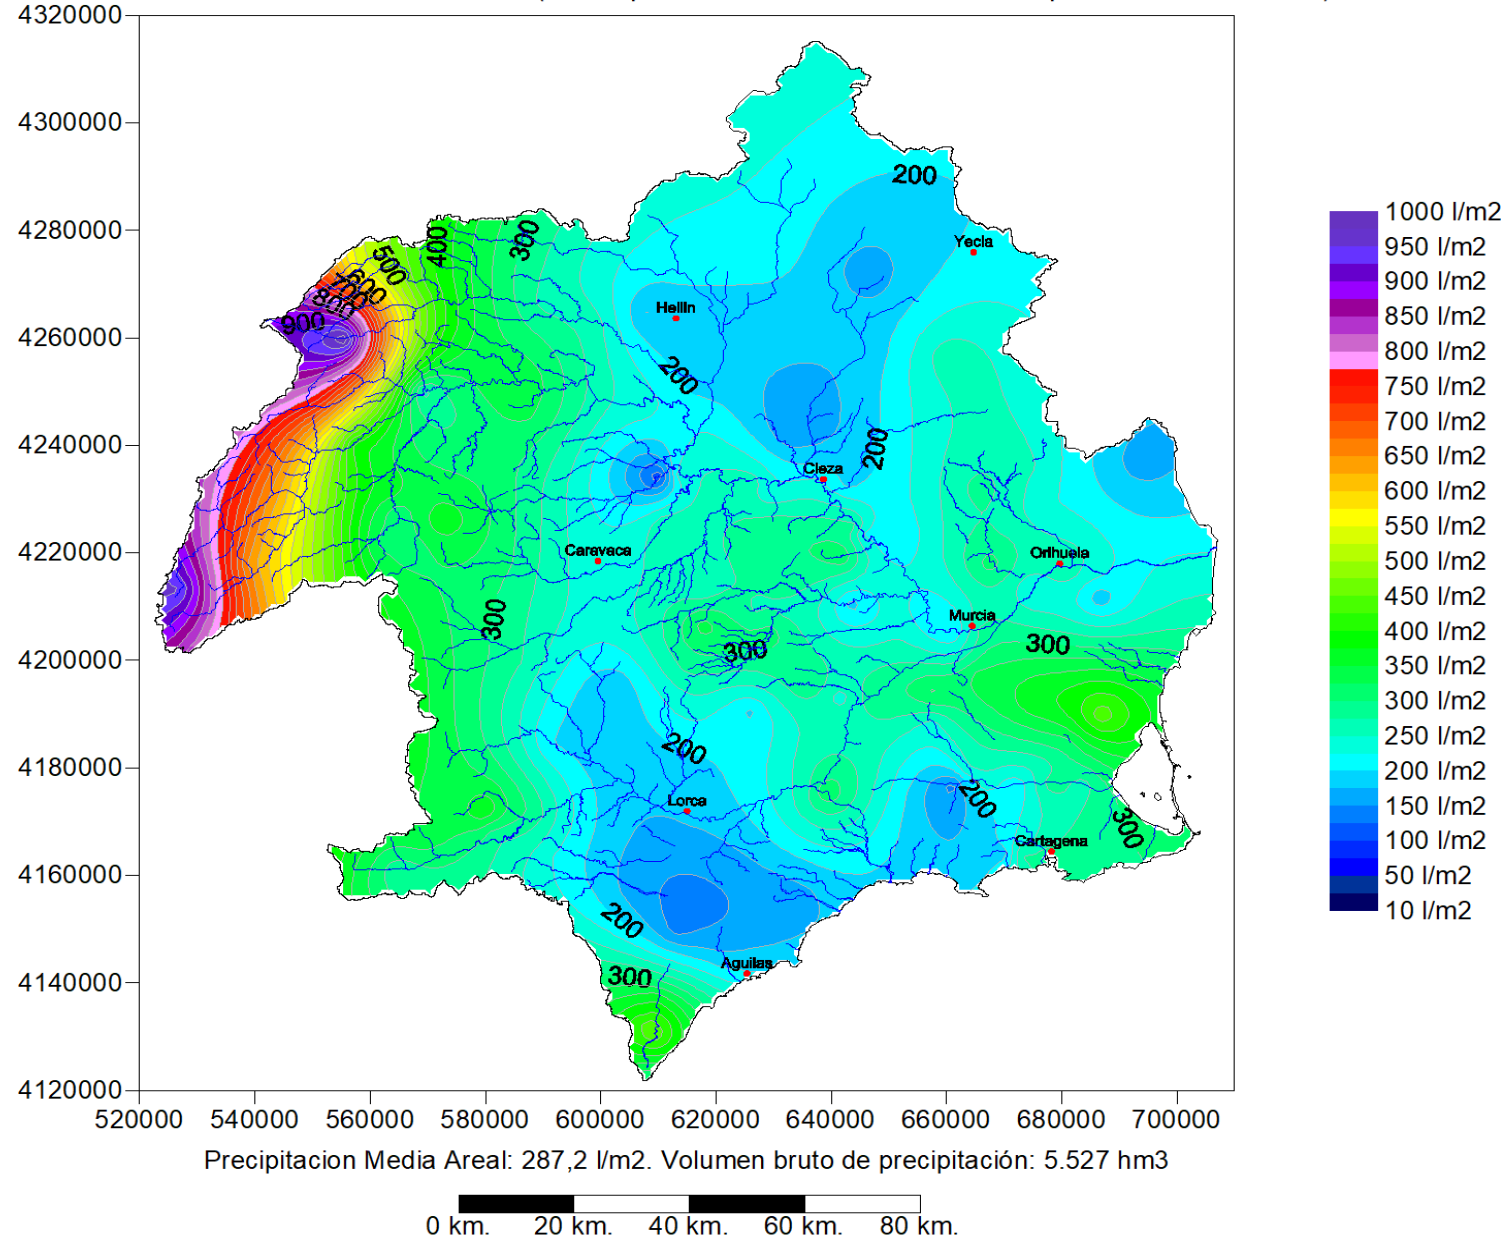 4320000
4300000
4280000
4260000
4240000
4220000
4200000
4180000
4160000
4140000
4120000
520000 540000 560000 580000 600000 620000 640000 660000 680000 700000
200
Yecla
300
400
500
600
700
800
900
Hellin
200
200
Cieza
Caravaca
Orihuela
300
Murcia
300
300
200
Lorca
200
Cartagena
300
200
Aguilas
300
1000 l/m2
950 l/m2
900 l/m2
850 l/m2
800 l/m2
750 l/m2
700 l/m2
650 l/m2
600 l/m2
550 l/m2
500 l/m2
450 l/m2
400 l/m2
350 l/m2
300 l/m2
250 l/m2
200 l/m2
150 l/m2
100 l/m2
50 l/m2
10 l/m2
Precipitacion Media Areal: 287,2 l/m2. Volumen bruto de precipitación: 5.527 hm3
0 km. 20 km. 40 km. 60 km. 80 km.